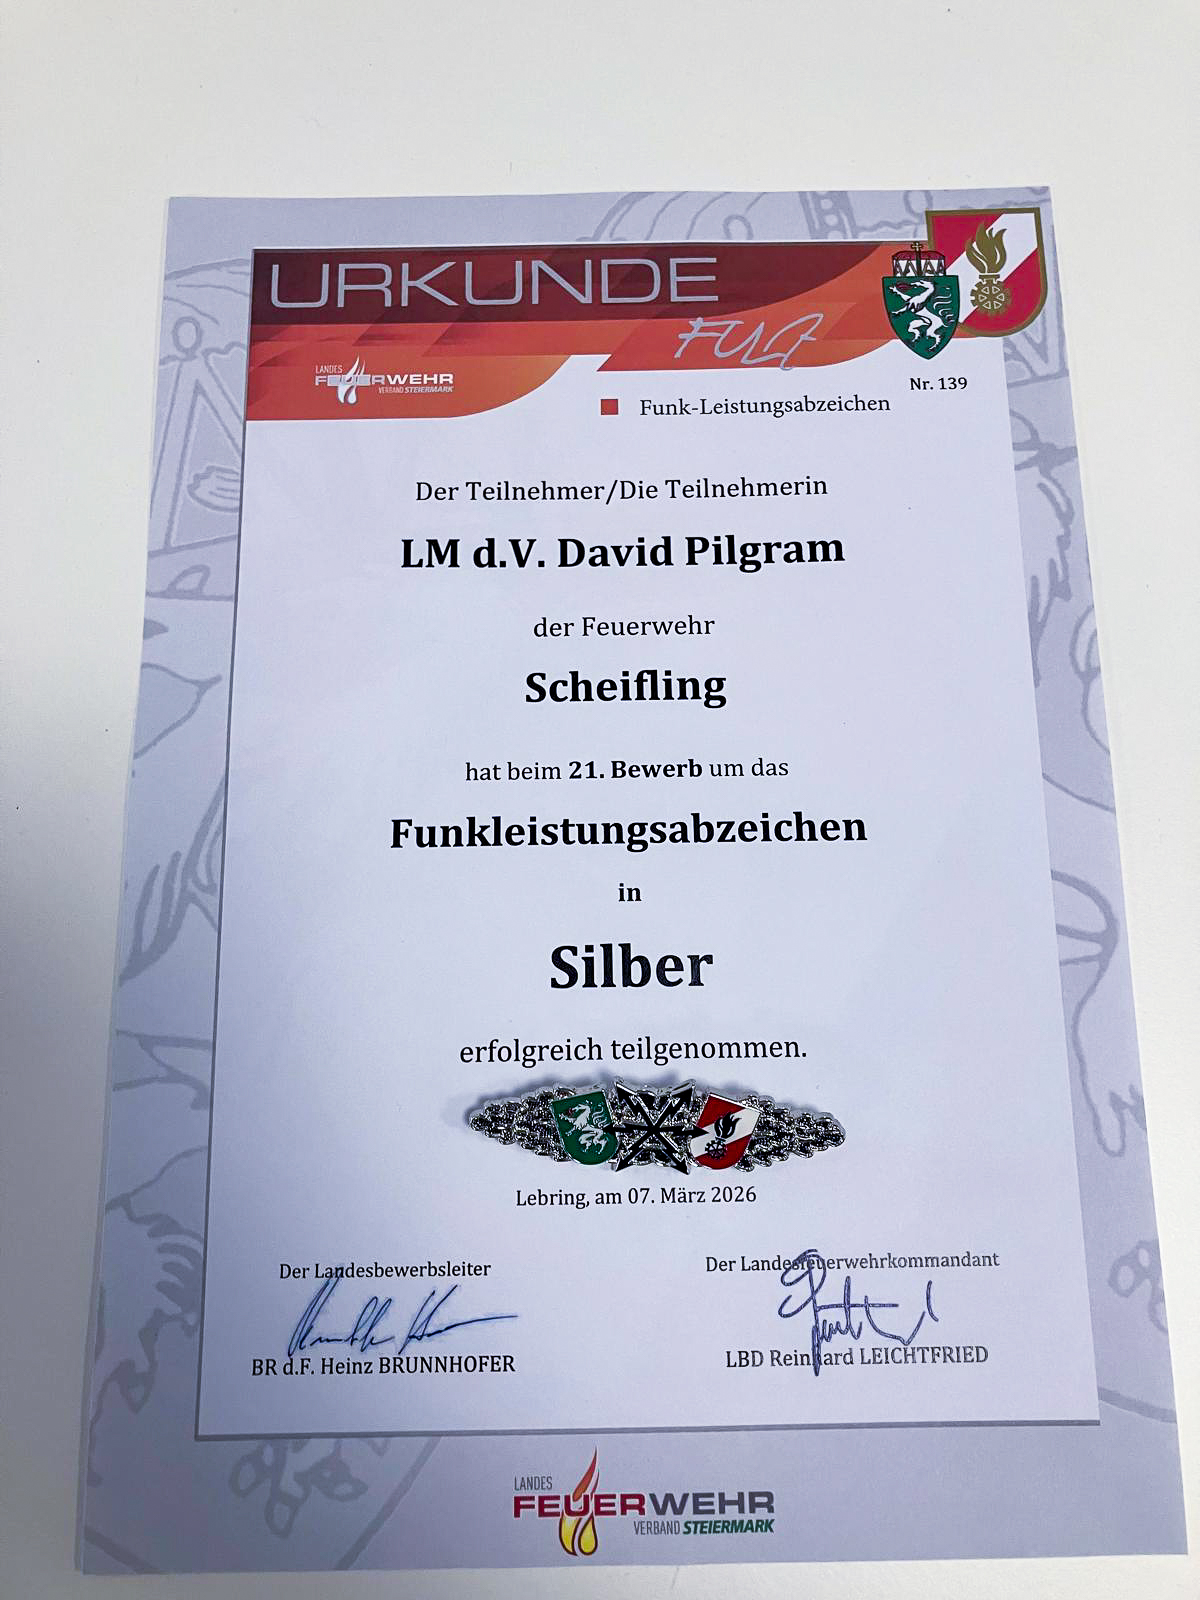 URKUNDE
FULA
LANDES
FEUERWEHR
VERBAND STEIERMARK
Nr. 139
Funk-Leistungsabzeichen
Der Teilnehmer/Die Teilnehmerin
LM d.V. David Pilgram
der Feuerwehr
Scheifling
hat beim 21. Bewerb um das
Funkleistungsabzeichen
in
Silber
erfolgreich teilgenommen.
Lebring, am 07. März 2026
Der Landesbewerbsleiter
Der Landesfeuerwehrkommandant
BR d.F. Heinz BRUNNHOFER
LBD Reinhard LEICHTFRIED
LANDES
FEUERWEHR
VERBAND STEIERMARK